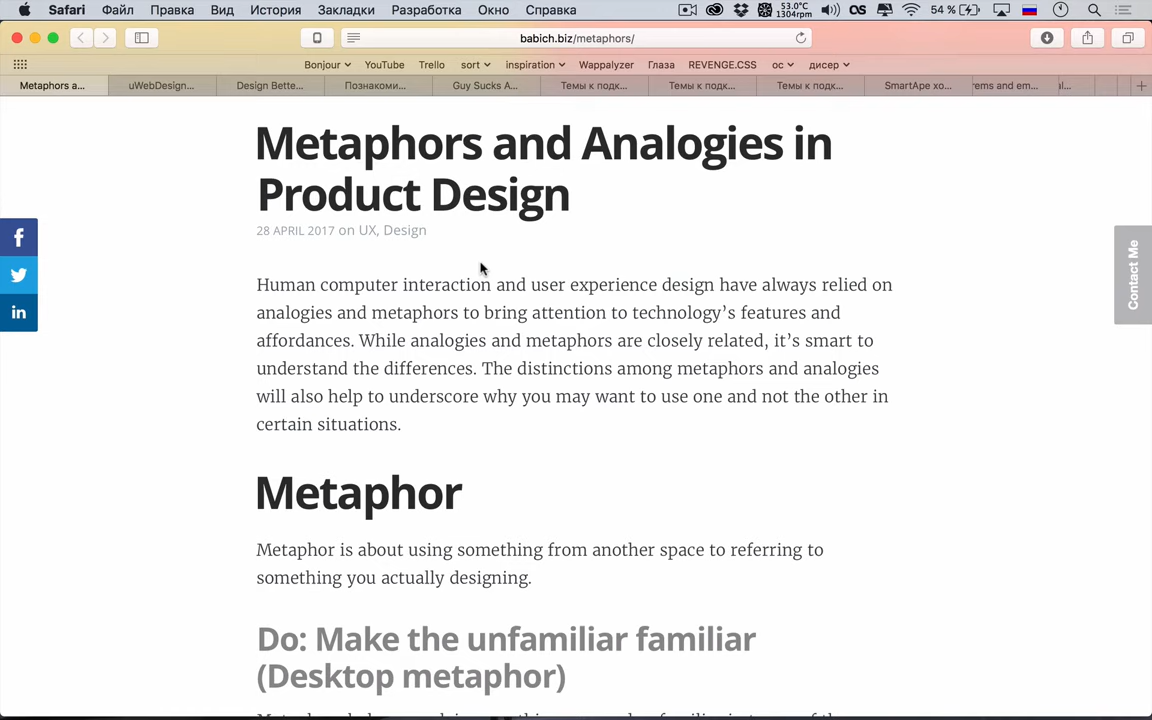 Safari Файл Правка Вид История Закладки Разработка Окно Справка 53.0°C 1304rpm 54 %
babich.biz/metaphors/
Bonjour YouTube Trello sort inspiration Wappalyzer Глаза REVENGE.CSS ос дисер
Metaphors a... uWebDesign... Design Bette... Познакоми... Guy Sucks A... Темы к подк... Темы к подк... Темы к подк... SmartApe хо... rems and em...
Metaphors and Analogies in
Product Design
28 APRIL 2017 on UX, Design
f
in
Contact Me
Human computer interaction and user experience design have always relied on
analogies and metaphors to bring attention to technology’s features and
affordances. While analogies and metaphors are closely related, it’s smart to
understand the differences. The distinctions among metaphors and analogies
will also help to underscore why you may want to use one and not the other in
certain situations.
Metaphor
Metaphor is about using something from another space to referring to
something you actually designing.
Do: Make the unfamiliar familiar
(Desktop metaphor)